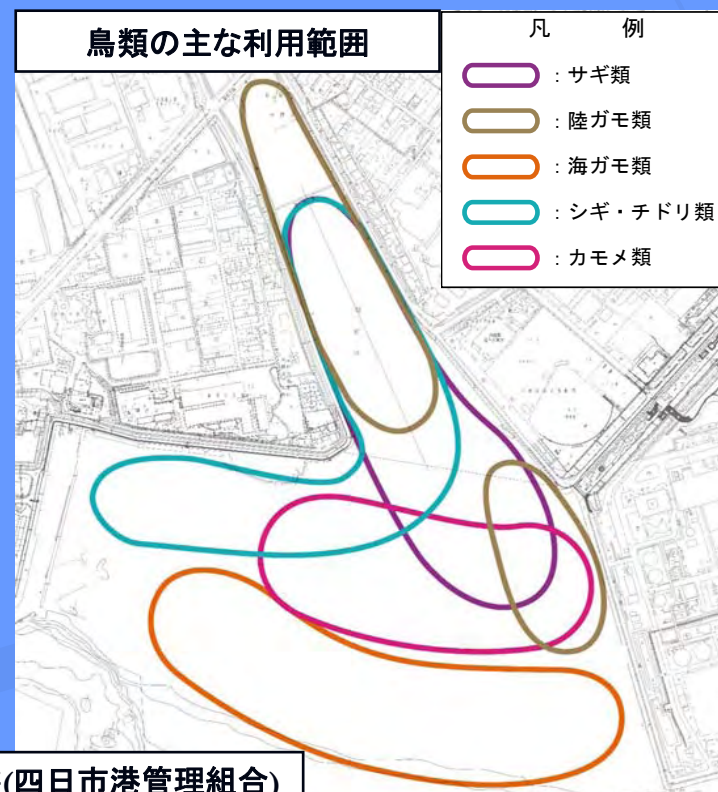 鳥類の主な利用範囲
凡 例
：サギ類
：陸ガモ類
：海ガモ類
：シギ・チドリ類
：カモメ類
(四日市港管理組合)